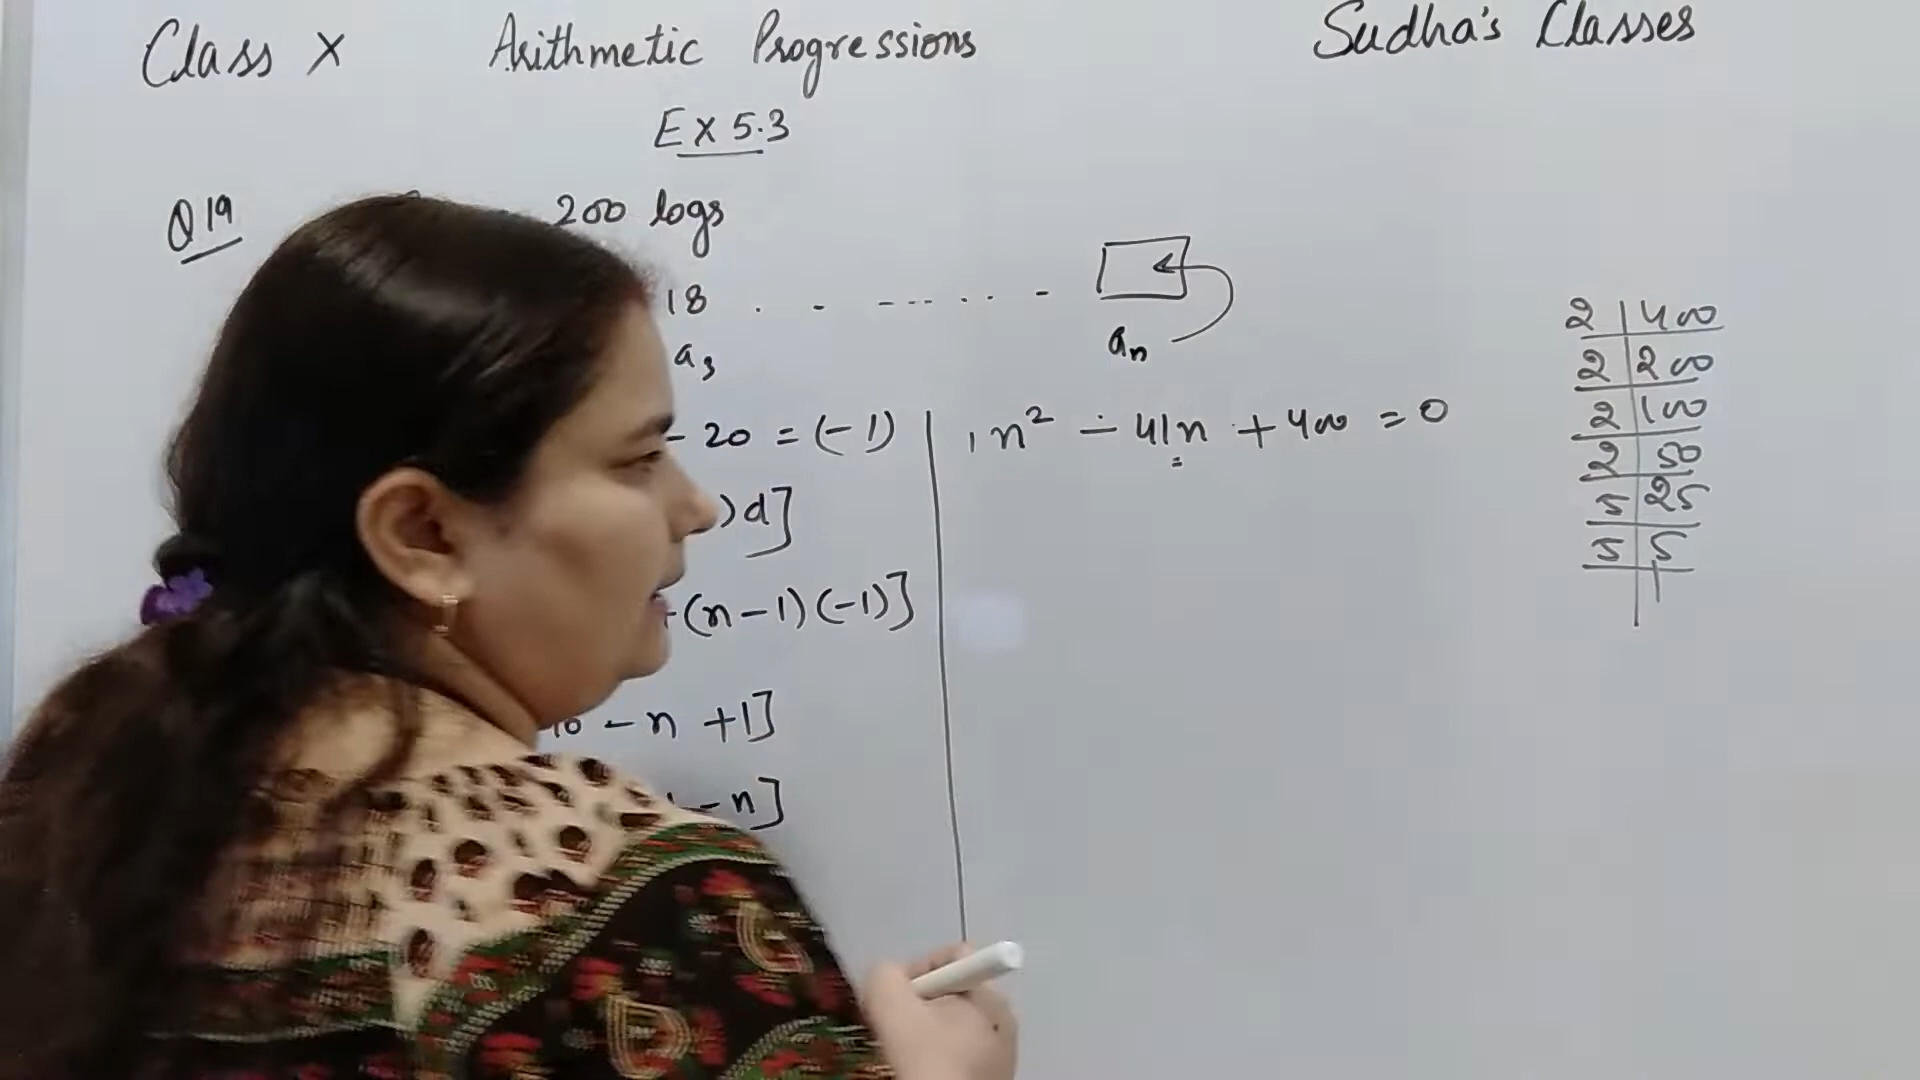 Class X Arithmetic Progressions Sudha's Classes
EX 5.3
Q19 200 logs
18 . - ---- .. . -
a₃ aₙ
- 20 = (-1)
)d]
(n-1)(-1)]
- n +1]
- n]
n² - 41n + 400 = 0
2 | 400
2 | 200
2 | 100
2 | 50
5 | 25
5 | 5
1